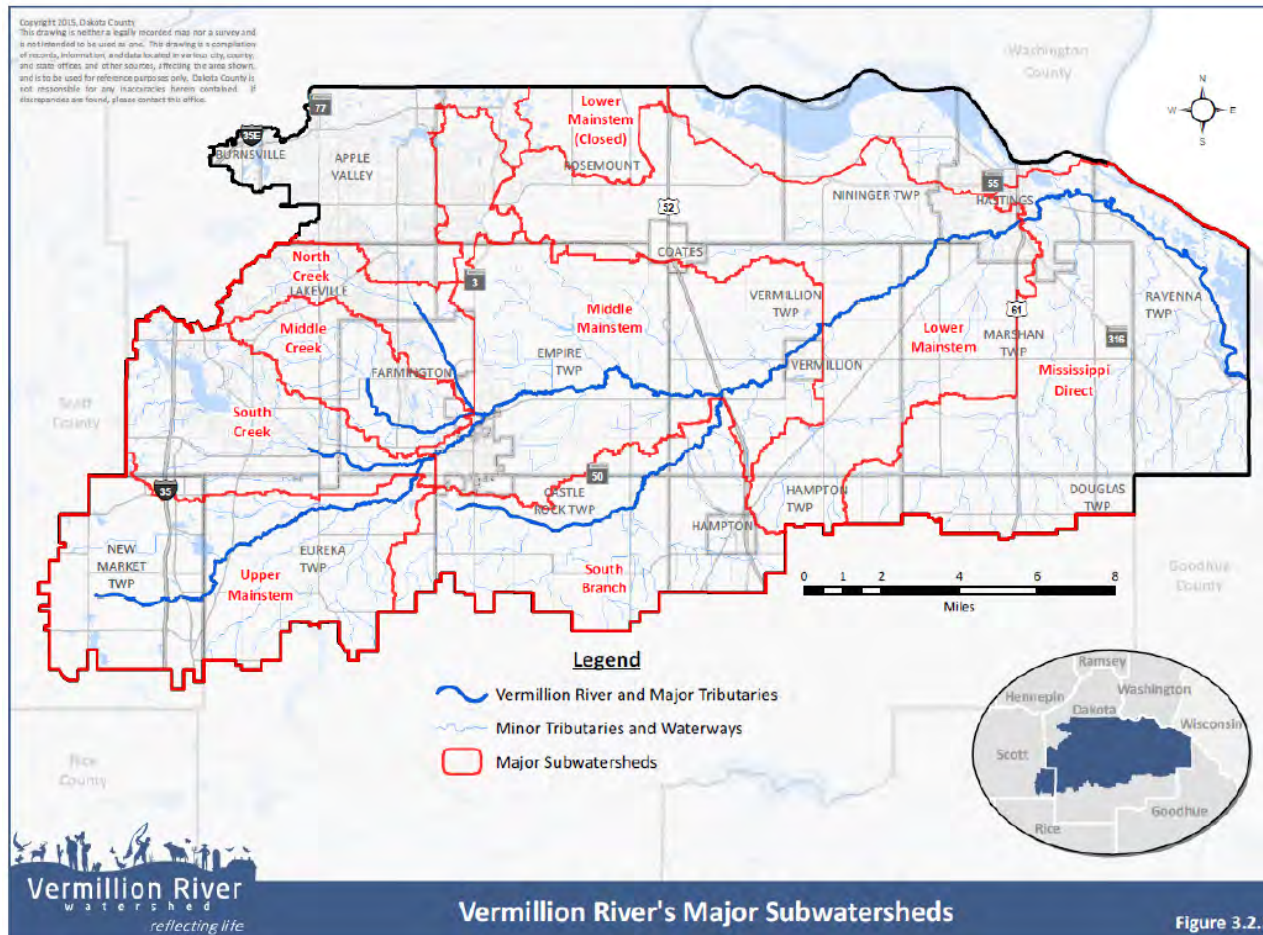 Copyright 2015, Dakota County
This drawing is neither a legally recorded map nor a survey and
is not intended to be used as one. This drawing is a compilation
of records, information, and data located in various city, county,
and state offices and other sources, affecting the area shown,
and is to be used for reference purposes only. Dakota County is
not responsible for any inaccuracies herein contained. If
discrepancies are found, please contact this office.
Washington
County
N
W
E
S
77
35E
BURNSVILLE
APPLE
VALLEY
Lower
Mainstem
(Closed)
ROSEMOUNT
52
NININGER TWP
55
HASTINGS
COATES
North
Creek
LAKEVILLE
3
Middle
Mainstem
VERMILLION
TWP
RAVENNA
TWP
Middle
Creek
FARMINGTON
EMPIRE
TWP
VERMILLION
Lower
Mainstem
61
MARSHAN
TWP
316
Mississippi
Direct
Scott
County
South
Creek
35
50
CASTLE
ROCK TWP
HAMPTON
HAMPTON
TWP
DOUGLAS
TWP
NEW
MARKET
TWP
EUREKA
TWP
Upper
Mainstem
South
Branch
Goodhue
County
0 1 2 4 6 8
Miles
Legend
Vermillion River and Major Tributaries
Minor Tributaries and Waterways
Major Subwatersheds
Rice
County
Ramsey
Hennepin
Washington
Dakota
Wisconsin
Scott
Goodhue
Rice
Vermillion River
watershed
reflecting life
Vermillion River's Major Subwatersheds
Figure 3.2.